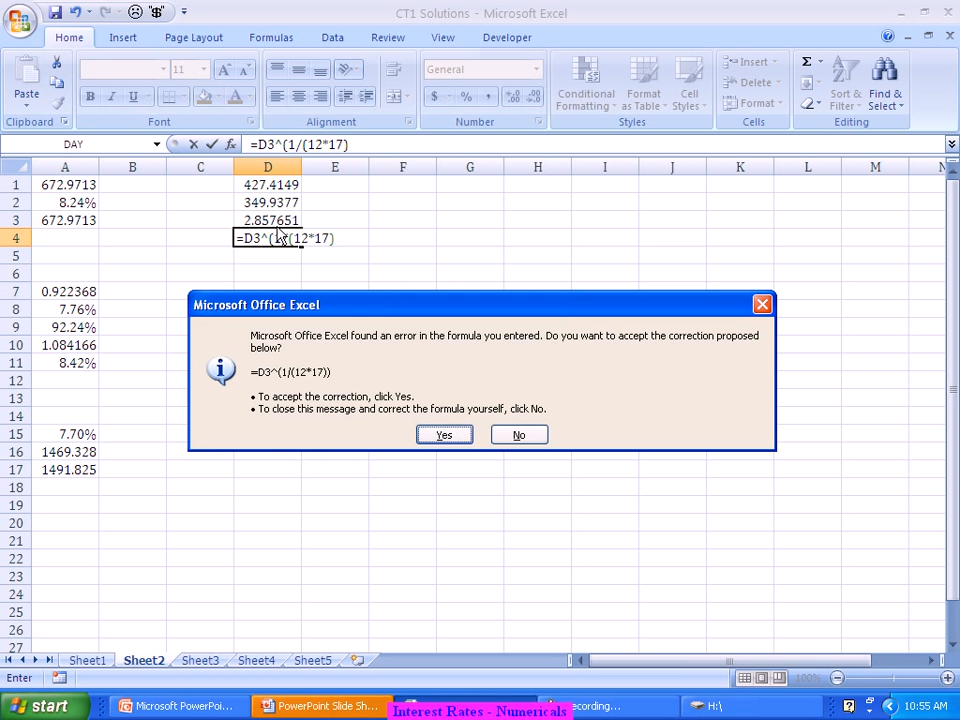 CT1 Solutions - Microsoft Excel
Home Insert Page Layout Formulas Data Review View Developer
Paste
11
B I U
General
$ % ,
Conditional Formatting
Format as Table
Cell Styles
Insert
Delete
Format
Sort & Filter
Find & Select
Clipboard Font Alignment Number Styles Cells Editing
DAY =D3^(1/(12*17)
A B C D E F G H I J K L M N
1 672.9713 427.4149
2 8.24% 349.9377
3 672.9713 2.857651
4 =D3^(1/(12*17)
5
6
7 0.922368
8 7.76%
9 92.24%
10 1.084166
11 8.42%
12
13
14
15 7.70%
16 1469.328
17 1491.825
18
19
20
21
22
23
24
25
26
27
Microsoft Office Excel
Microsoft Office Excel found an error in the formula you entered. Do you want to accept the correction proposed
below?
=D3^(1/(12*17))
• To accept the correction, click Yes.
• To close this message and correct the formula yourself, click No.
Yes No
Sheet1 Sheet2 Sheet3 Sheet4 Sheet5
Enter 100%
start Microsoft PowerPoi... PowerPoint Slide Sh... ecording... H:\ 10:55 AM
Interest Rates - Numericals